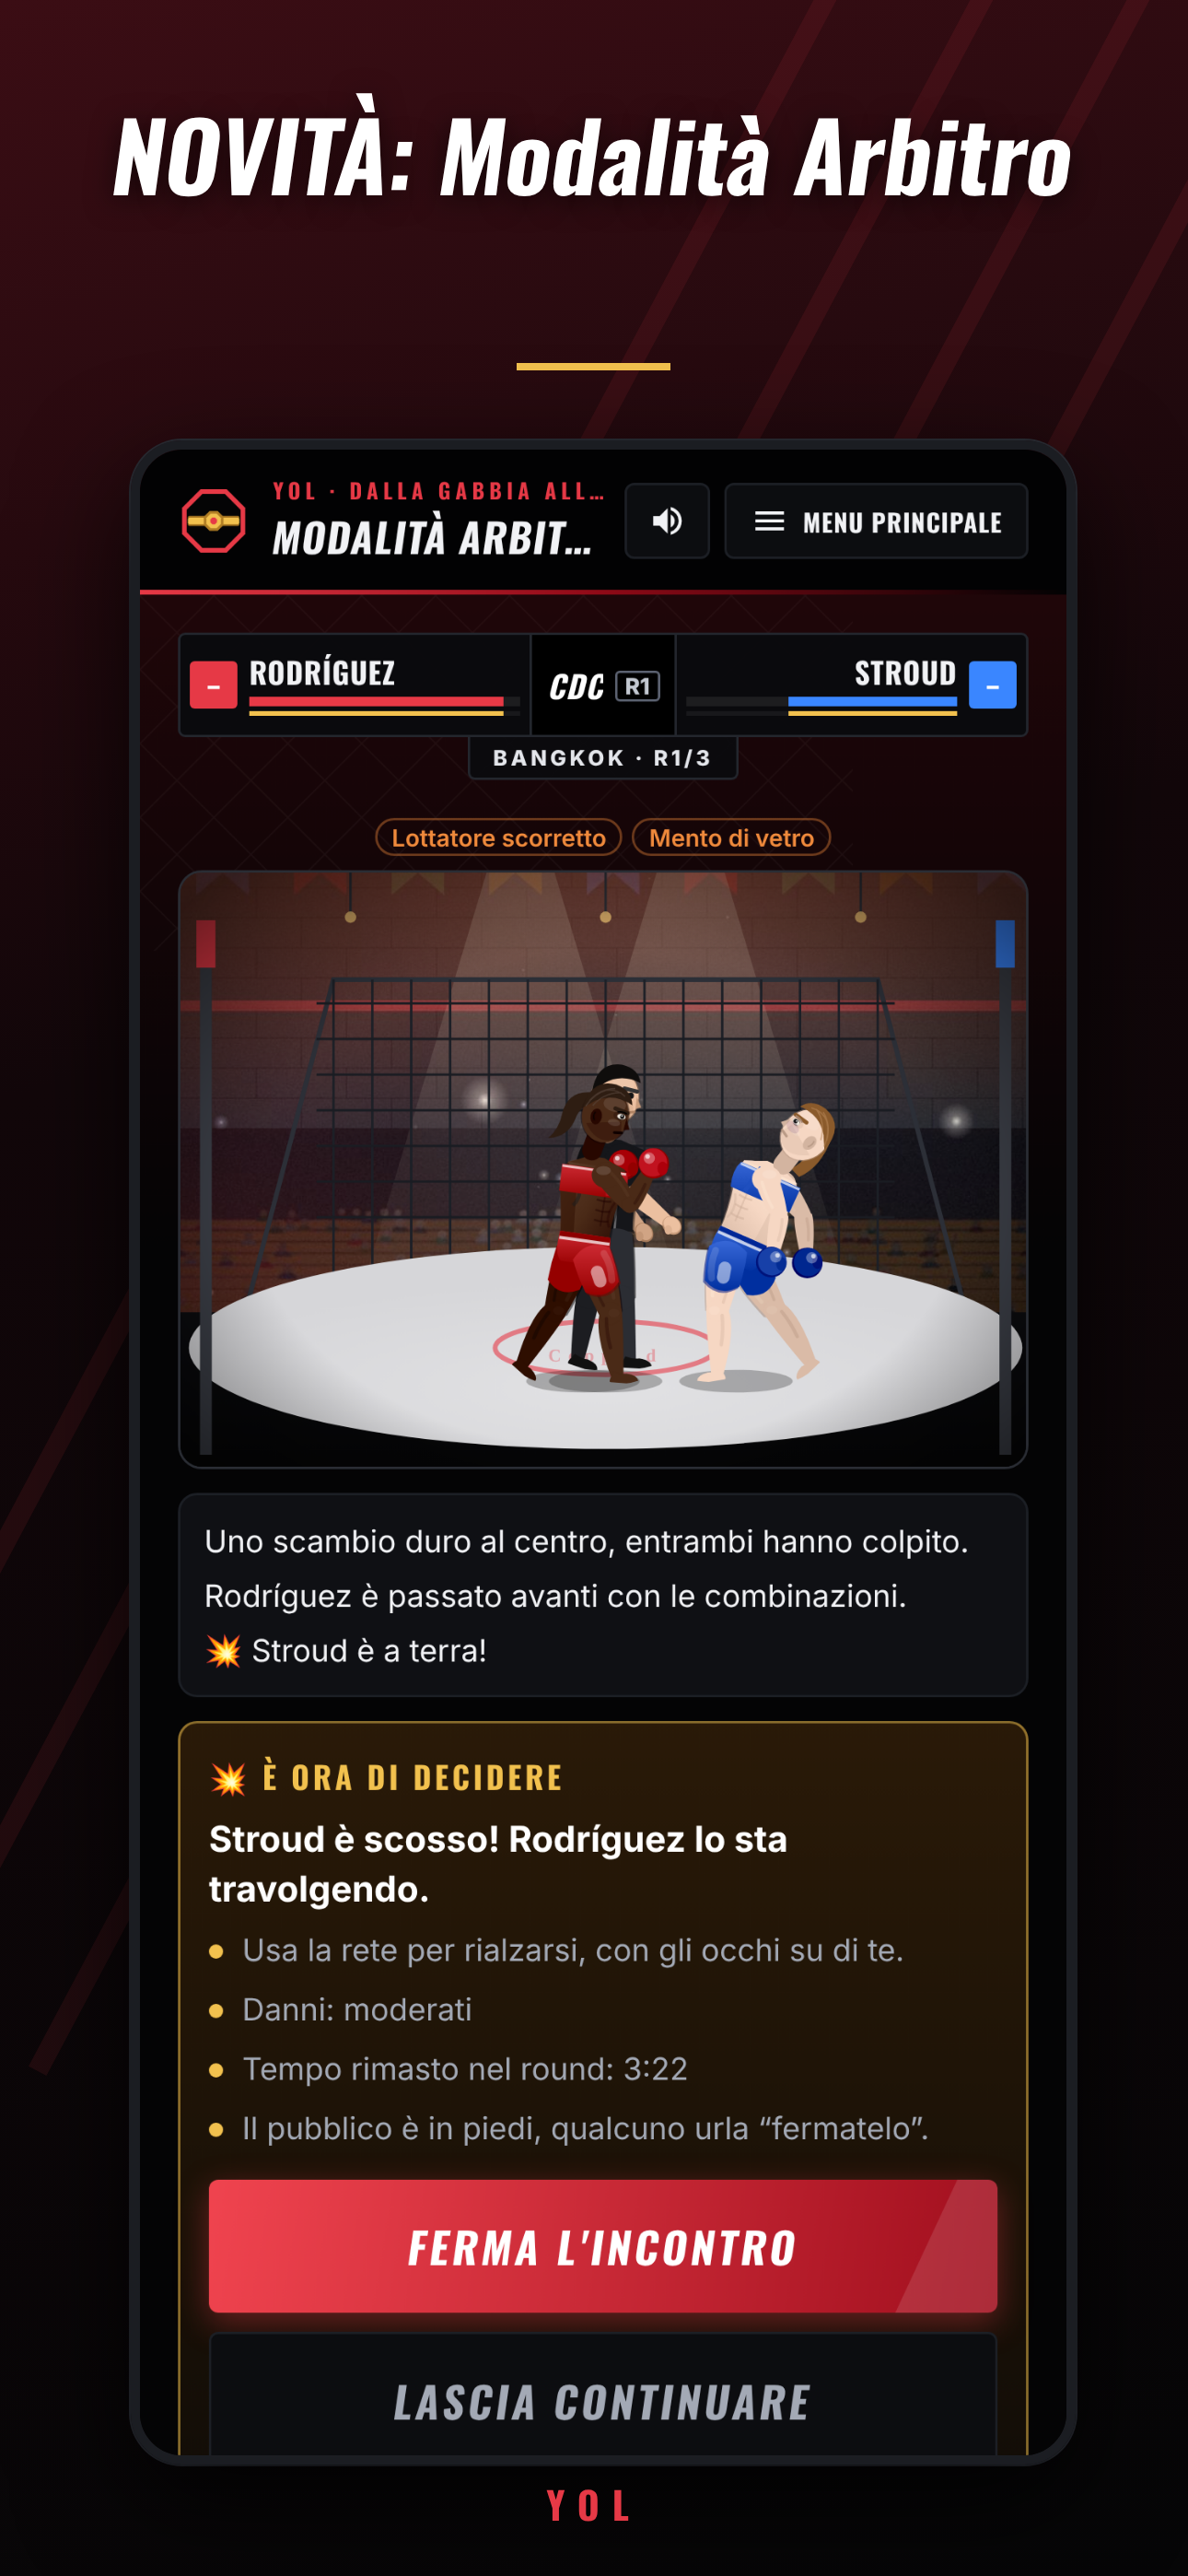 NOVITÀ: Modalità Arbitro
YOL · DALLA GABBIA ALL…
MODALITÀ ARBIT…
MENU PRINCIPALE
– RODRÍGUEZ
CDC R1
STROUD –
BANGKOK · R1/3
Lottatore scorretto
Mento di vetro
Uno scambio duro al centro, entrambi hanno colpito.
Rodríguez è passato avanti con le combinazioni.
💥 Stroud è a terra!
💥 È ORA DI DECIDERE
Stroud è scosso! Rodríguez lo sta
travolgendo.
Usa la rete per rialzarsi, con gli occhi su di te.
Danni: moderati
Tempo rimasto nel round: 3:22
Il pubblico è in piedi, qualcuno urla “fermatelo”.
FERMA L'INCONTRO
LASCIA CONTINUARE
YOL